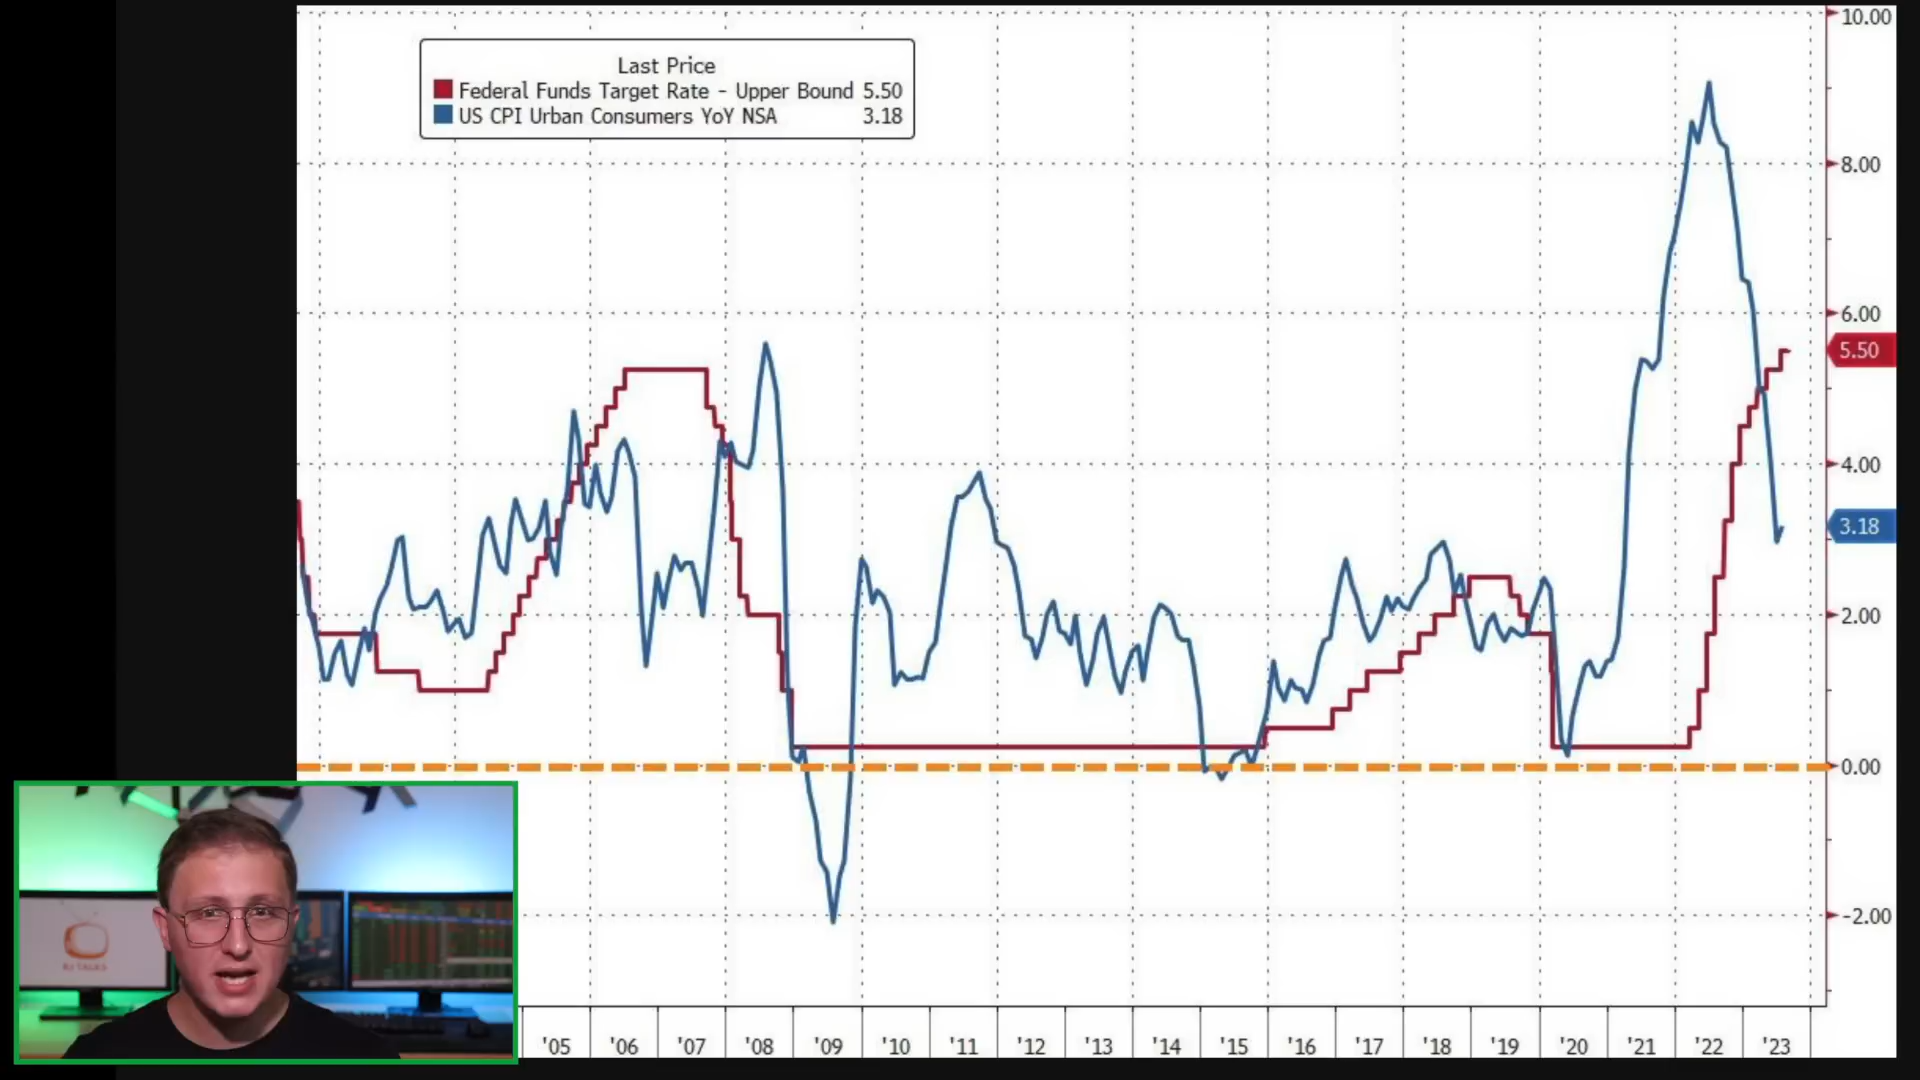 Last Price
Federal Funds Target Rate - Upper Bound 5.50
US CPI Urban Consumers YoY NSA 3.18
10.00
8.00
6.00
5.50
4.00
3.18
2.00
0.00
-2.00
RJ TALKS
'05 '06 '07 '08 '09 '10 '11 '12 '13 '14 '15 '16 '17 '18 '19 '20 '21 '22 '23